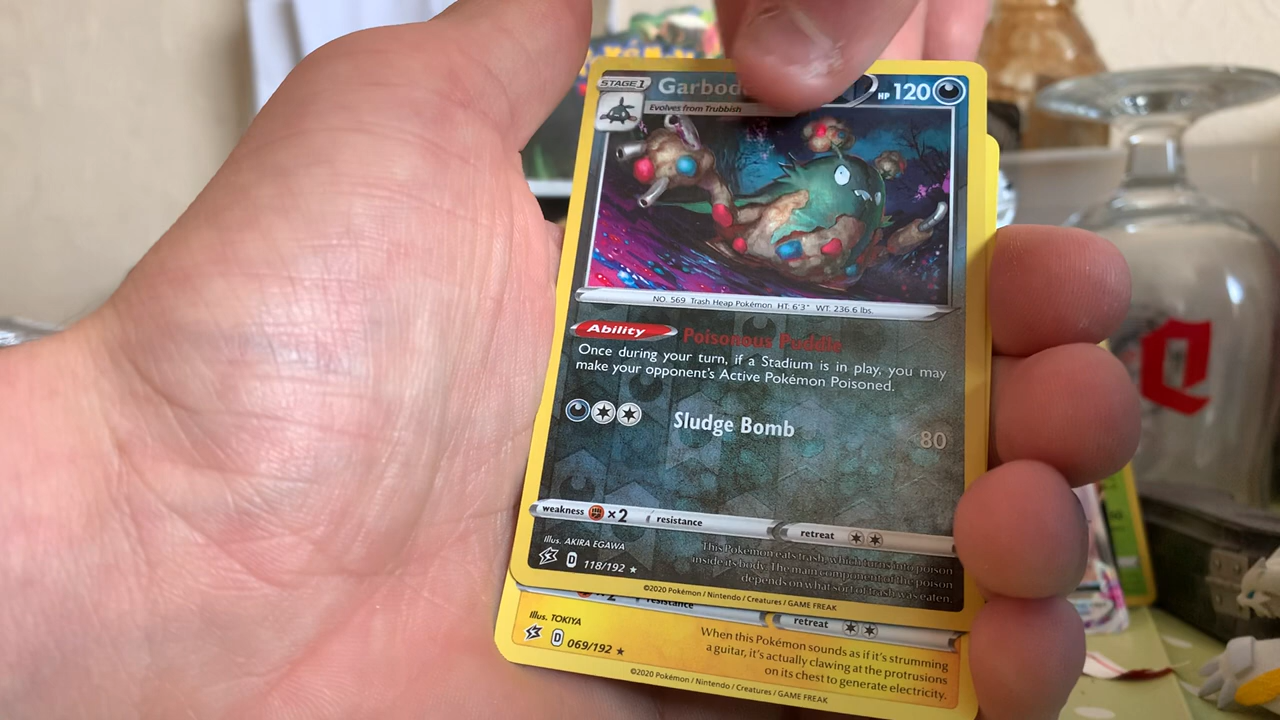 STAGE 1
Garbod
HP 120
Evolves from Trubbish
NO. 569 Trash Heap Pokémon HT: 6'3" WT: 236.6 lbs.
Ability Poisonous Puddle
Once during your turn, if a Stadium is in play, you may
make your opponent's Active Pokémon Poisoned.
Sludge Bomb 80
weakness ×2 resistance retreat
Illus. AKIRA EGAWA
D 118/192
This Pokémon eats trash, which turns into poison
inside its body. The main component of the poison
depends on what sort of trash was eaten.
©2020 Pokémon / Nintendo / Creatures / GAME FREAK
×2 resistance retreat
Illus. TOKIYA
D 069/192
When this Pokémon sounds as if it's strumming
a guitar, it's actually clawing at the protrusions
on its chest to generate electricity.
©2020 Pokémon / Nintendo / Creatures / GAME FREAK